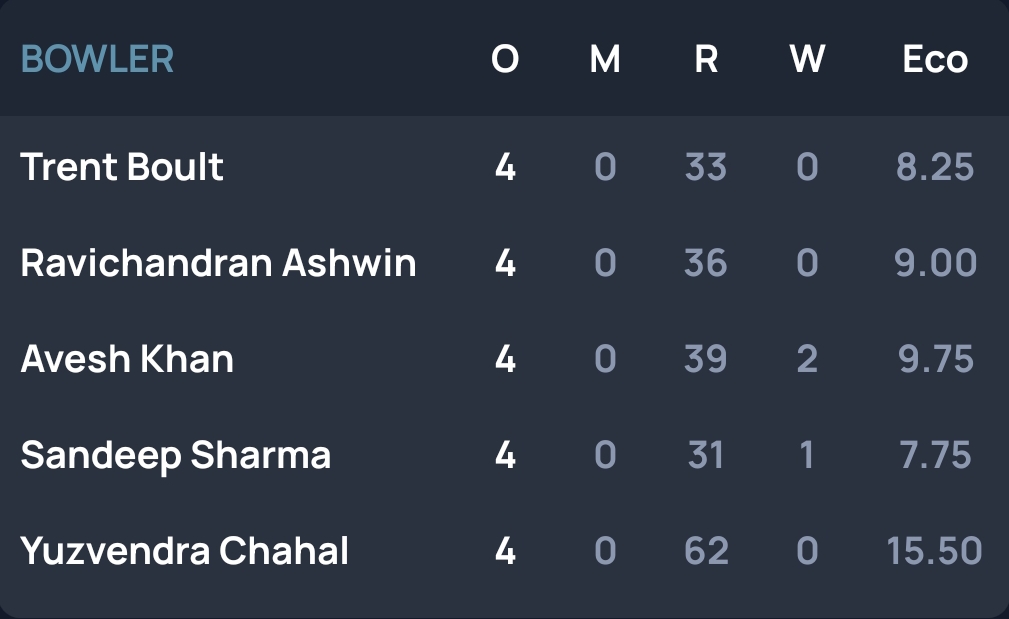 BOWLER O M R W Eco
Trent Boult 4 0 33 0 8.25
Ravichandran Ashwin 4 0 36 0 9.00
Avesh Khan 4 0 39 2 9.75
Sandeep Sharma 4 0 31 1 7.75
Yuzvendra Chahal 4 0 62 0 15.50